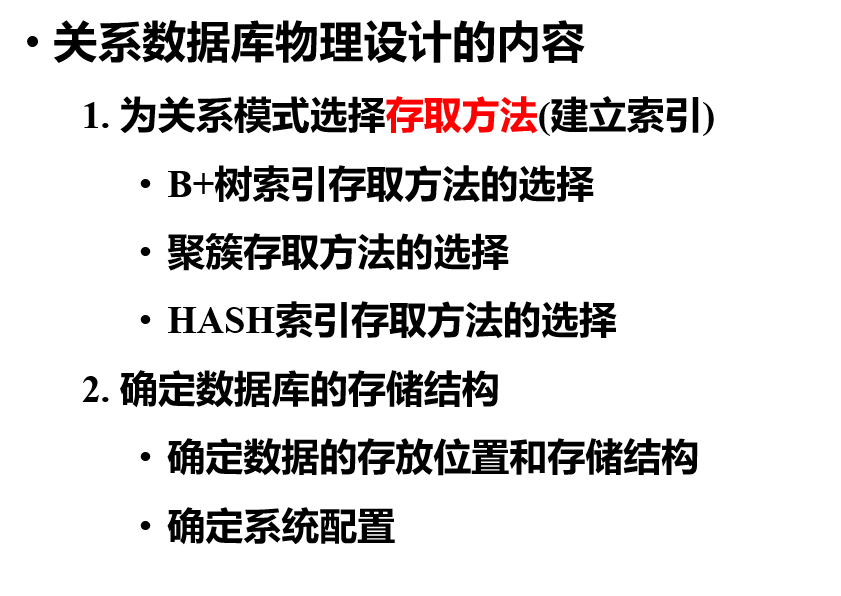 • 关系数据库物理设计的内容
1. 为关系模式选择存取方法(建立索引)
• B+树索引存取方法的选择
• 聚簇存取方法的选择
• HASH索引存取方法的选择
2. 确定数据库的存储结构
• 确定数据的存放位置和存储结构
• 确定系统配置